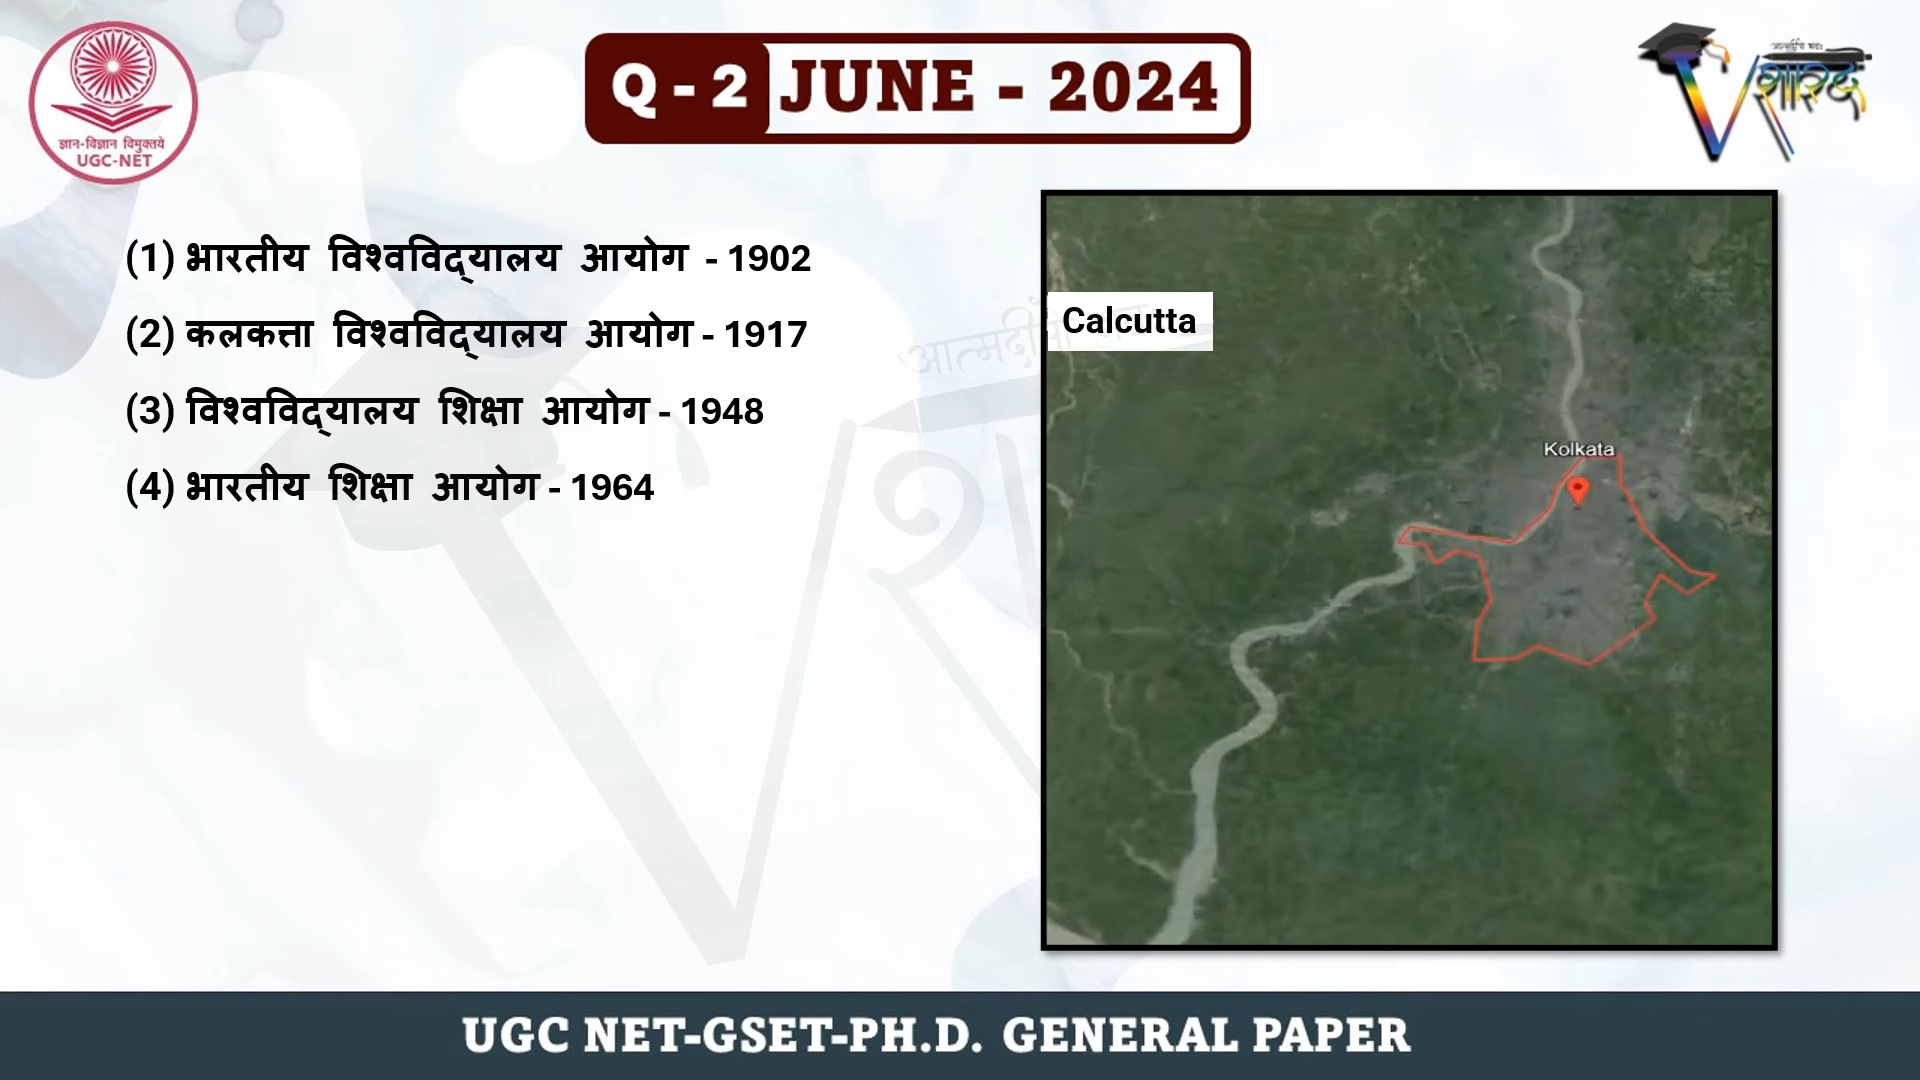 Q - 2 JUNE - 2024
ज्ञान-विज्ञान विमुक्तये
UGC-NET
शारद
(1) भारतीय विश्वविद्यालय आयोग - 1902
(2) कलकत्ता विश्वविद्यालय आयोग - 1917
(3) विश्वविद्यालय शिक्षा आयोग - 1948
(4) भारतीय शिक्षा आयोग - 1964
Calcutta
Kolkata
UGC NET-GSET-PH.D. GENERAL PAPER